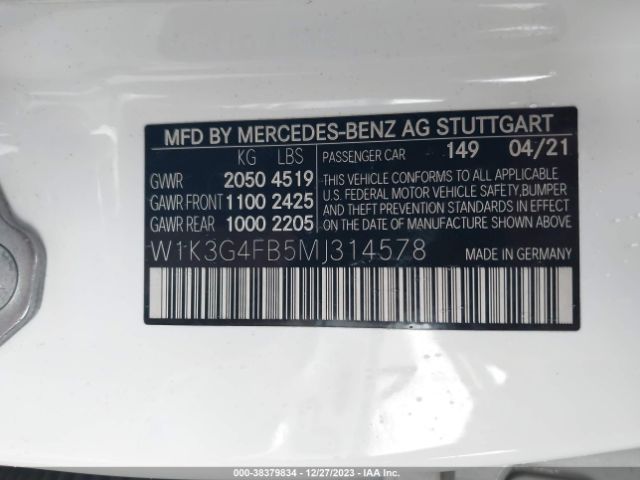 MFD BY MERCEDES-BENZ AG STUTTGART
KG LBS PASSENGER CAR 149 04/21
GWR 2050 4519 THIS VEHICLE CONFORMS TO ALL APPLICABLE
GAWR FRONT 1100 2425 U.S. FEDERAL MOTOR VEHICLE SAFETY, BUMPER
GAWR REAR 1000 2205 AND THEFT PREVENTION STANDARDS IN EFFECT
ON THE DATE OF MANUFACTURE SHOWN ABOVE
W1K3G4FB5MJ314578 MADE IN GERMANY
000-38379834 / 12/27/2023 - IAA Inc.